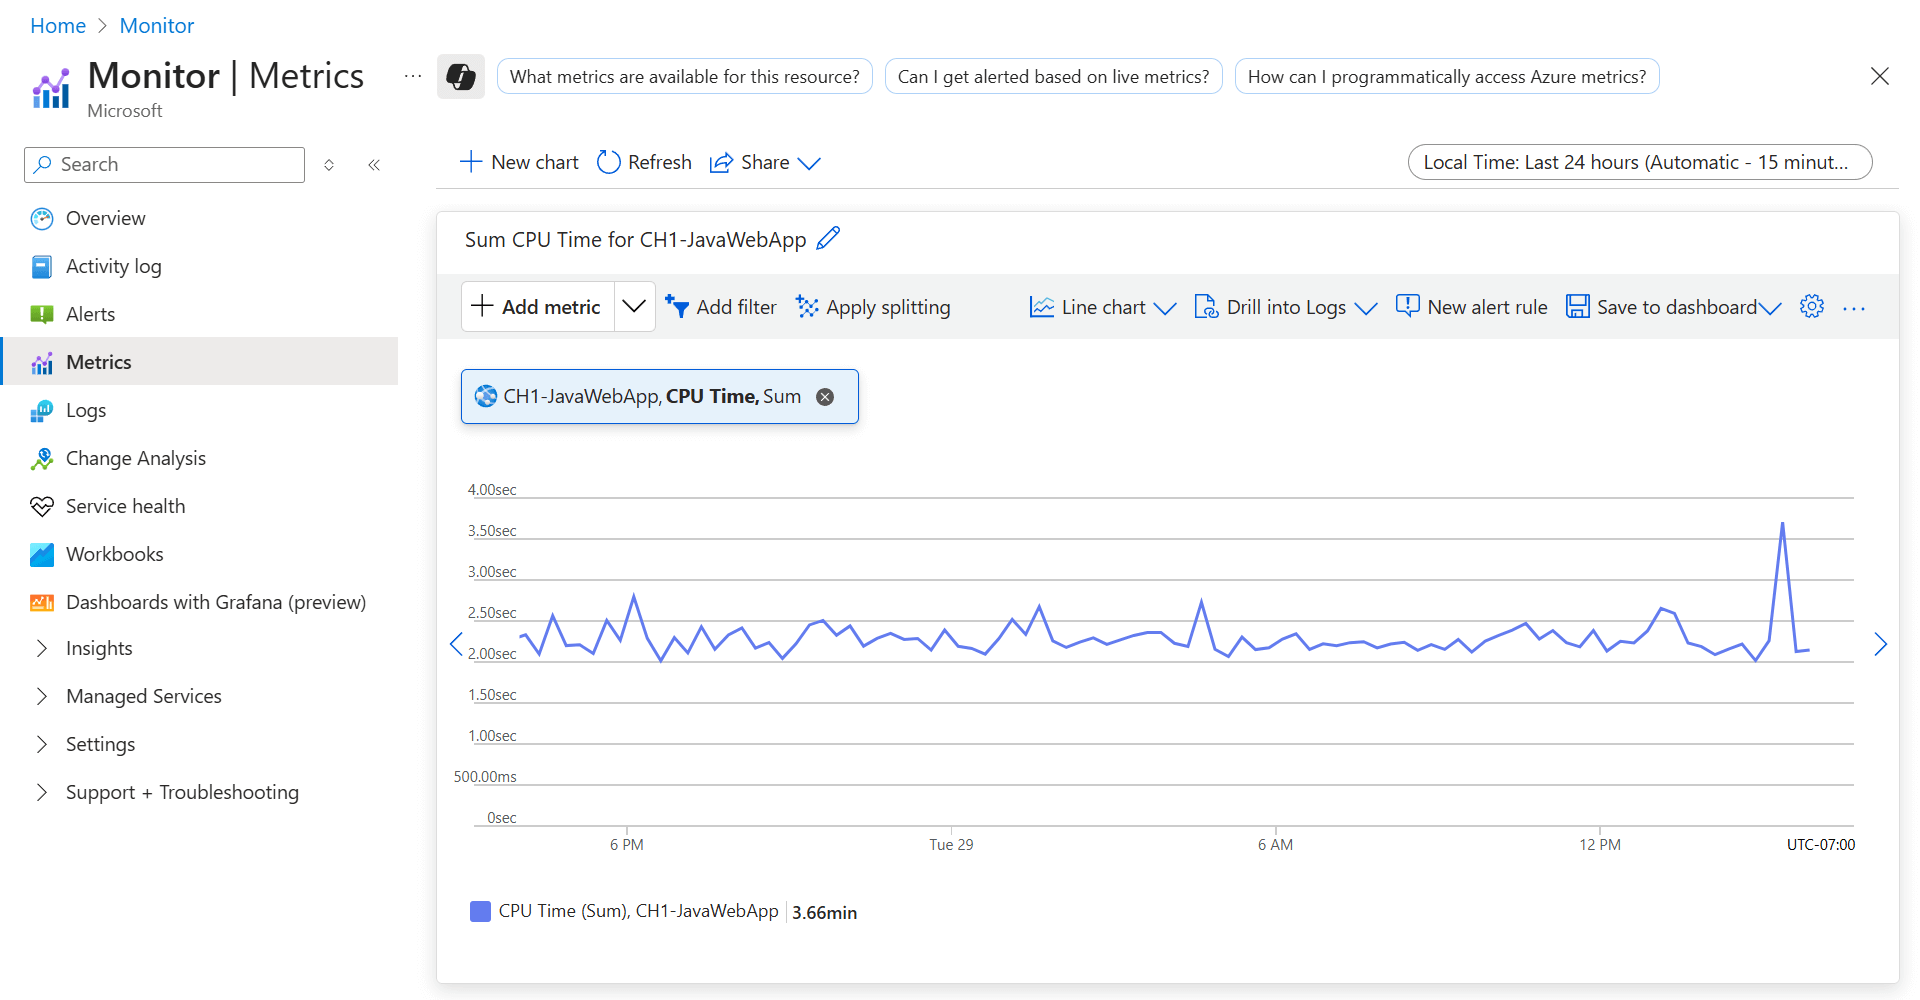 Home > Monitor
Monitor | Metrics ...
Microsoft
What metrics are available for this resource?
Can I get alerted based on live metrics?
How can I programmatically access Azure metrics?
Search
Overview
Activity log
Alerts
Metrics
Logs
Change Analysis
Service health
Workbooks
Dashboards with Grafana (preview)
Insights
Managed Services
Settings
Support + Troubleshooting
New chart Refresh Share
Local Time: Last 24 hours (Automatic - 15 minut...
Sum CPU Time for CH1-JavaWebApp
Add metric Add filter Apply splitting Line chart Drill into Logs New alert rule Save to dashboard ...
CH1-JavaWebApp, CPU Time, Sum
4.00sec
3.50sec
3.00sec
2.50sec
2.00sec
1.50sec
1.00sec
500.00ms
0sec
6 PM Tue 29 6 AM 12 PM UTC-07:00
CPU Time (Sum), CH1-JavaWebApp 3.66min